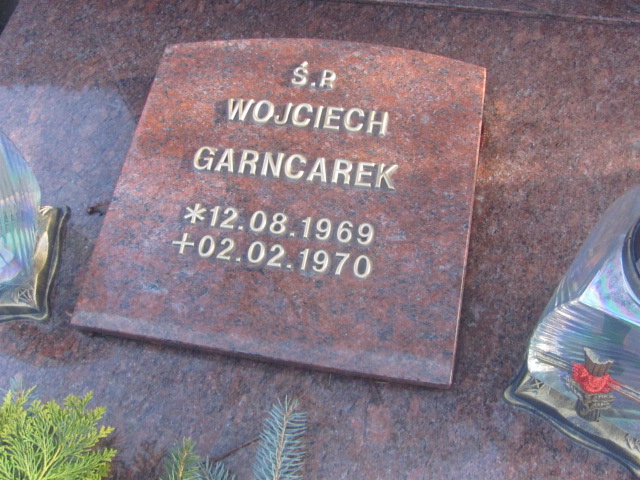 Ś.P.
WOJCIECH
GARNCAREK
*12.08.1969
+02.02.1970